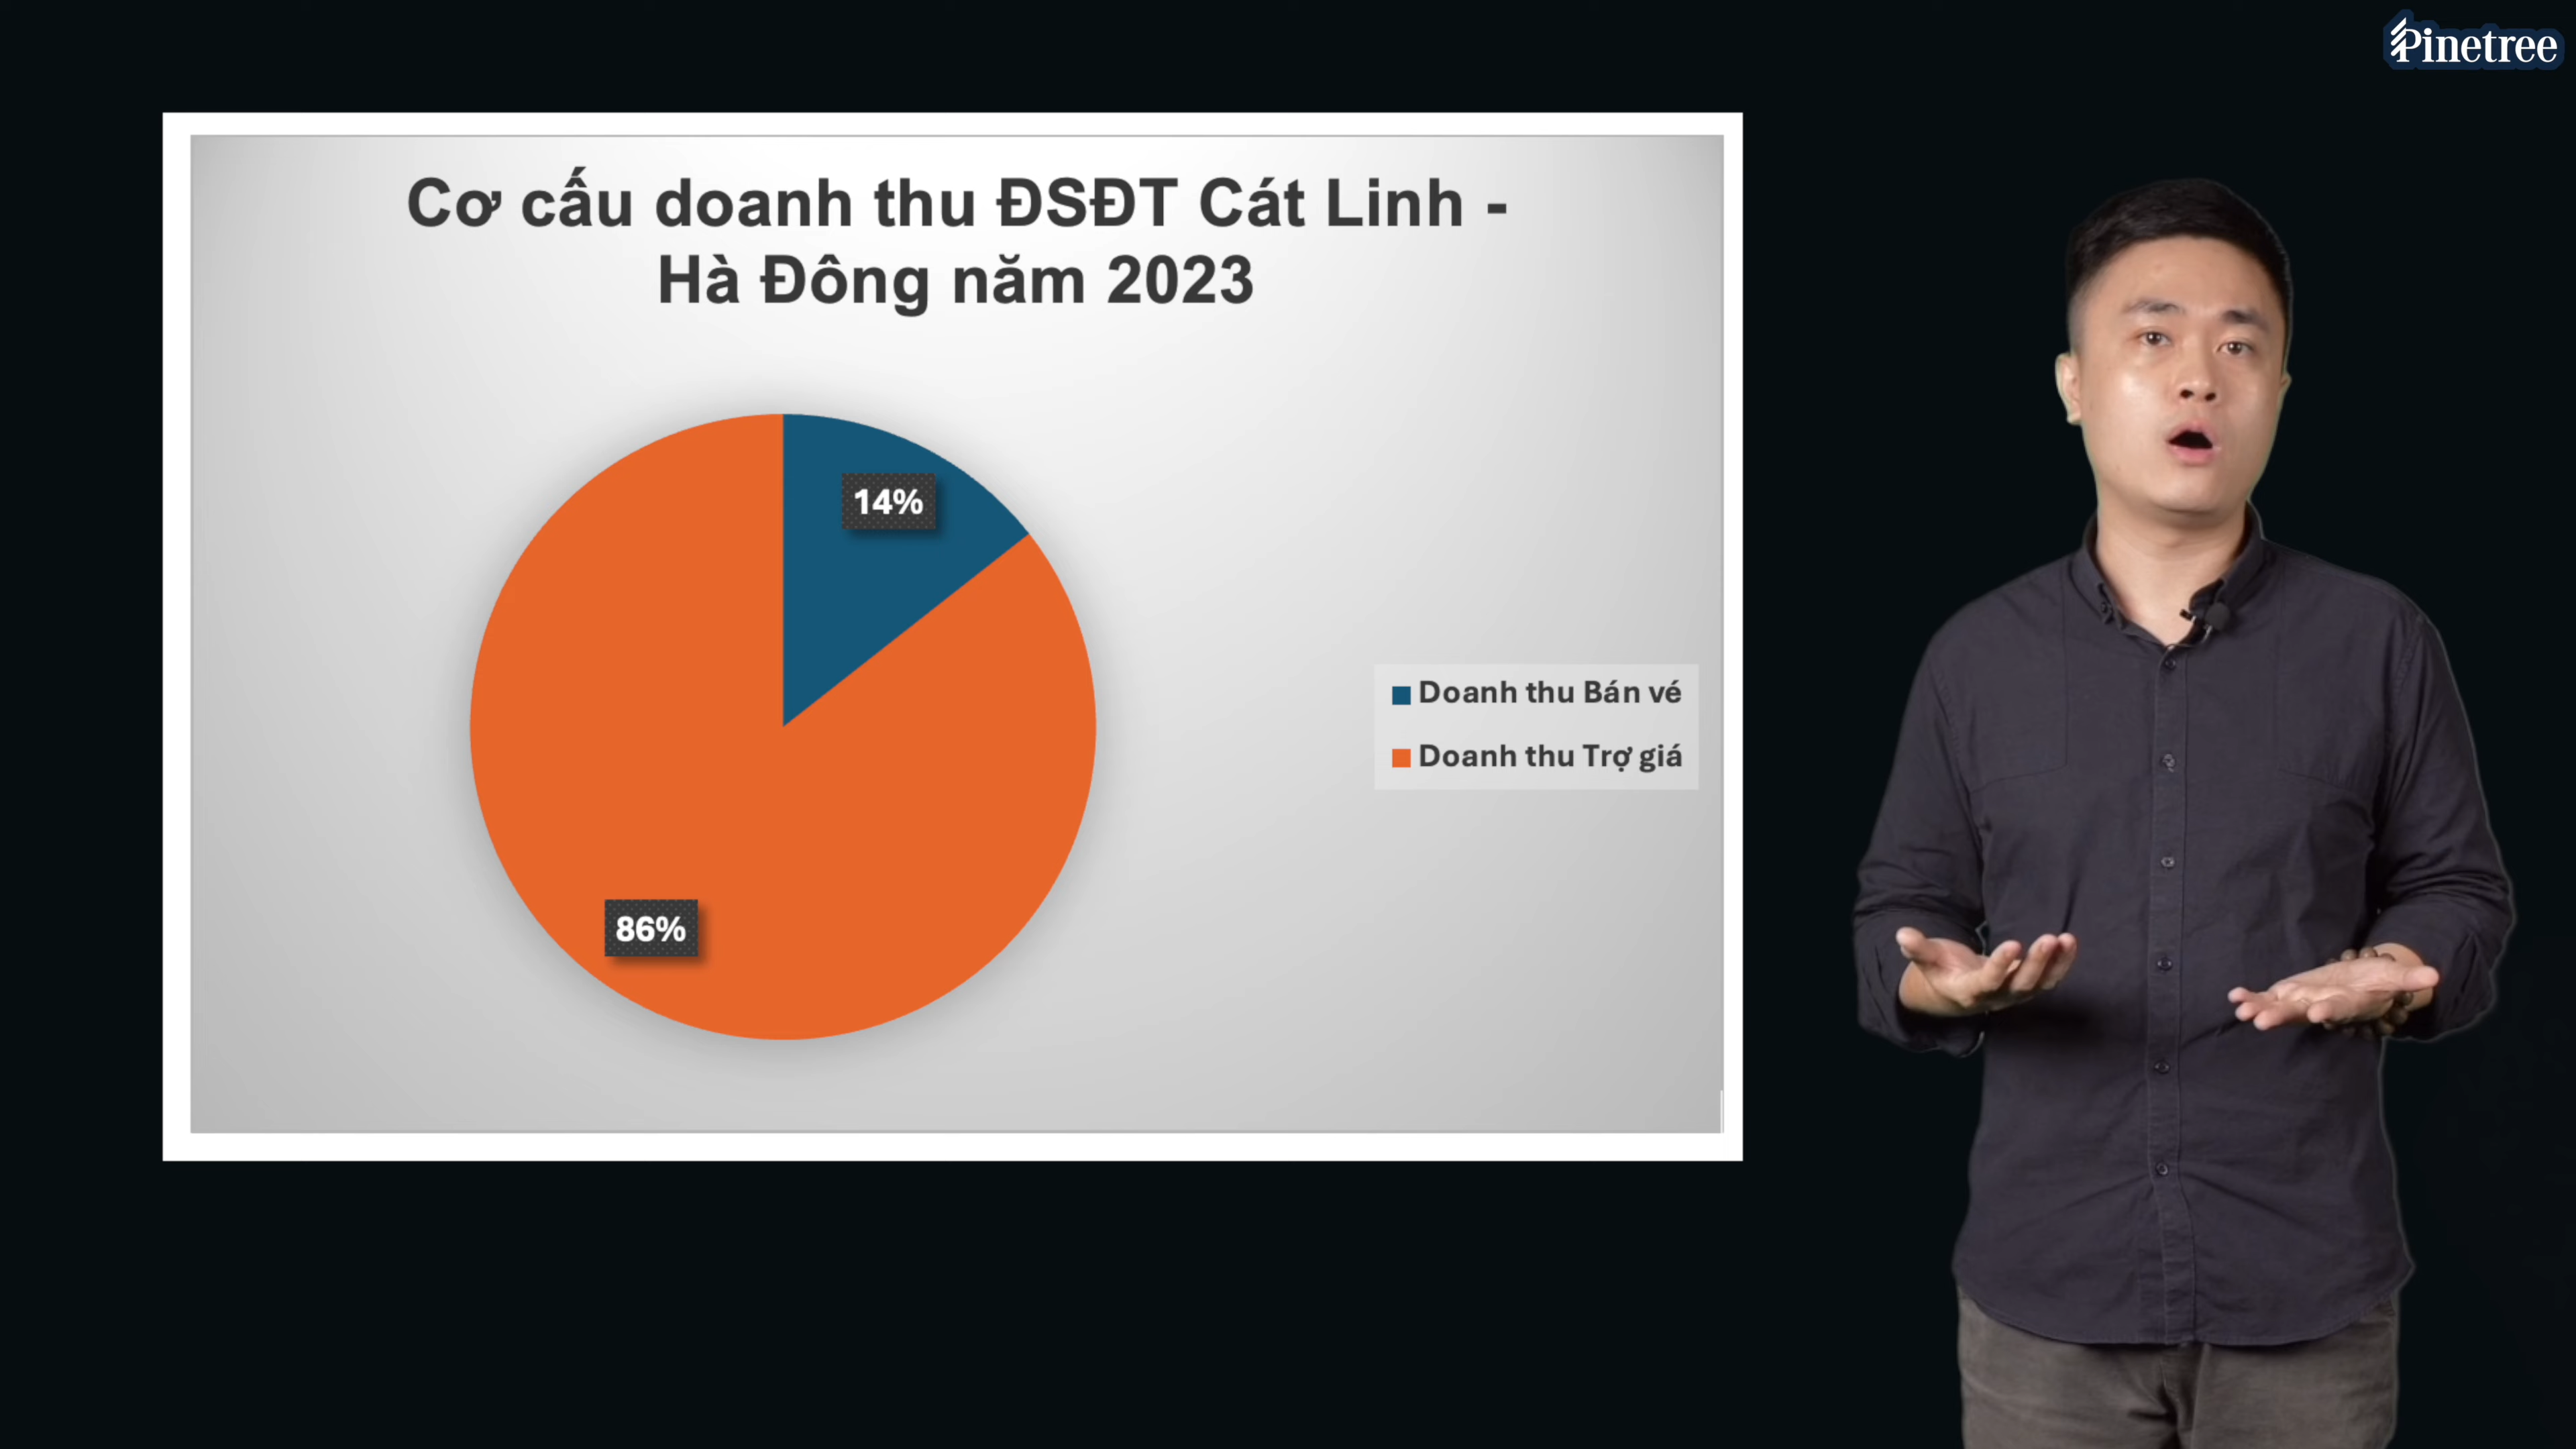 Pinetree
Cơ cấu doanh thu ĐSĐT Cát Linh -
Hà Đông năm 2023
14%
Doanh thu Bán vé
Doanh thu Trợ giá
86%